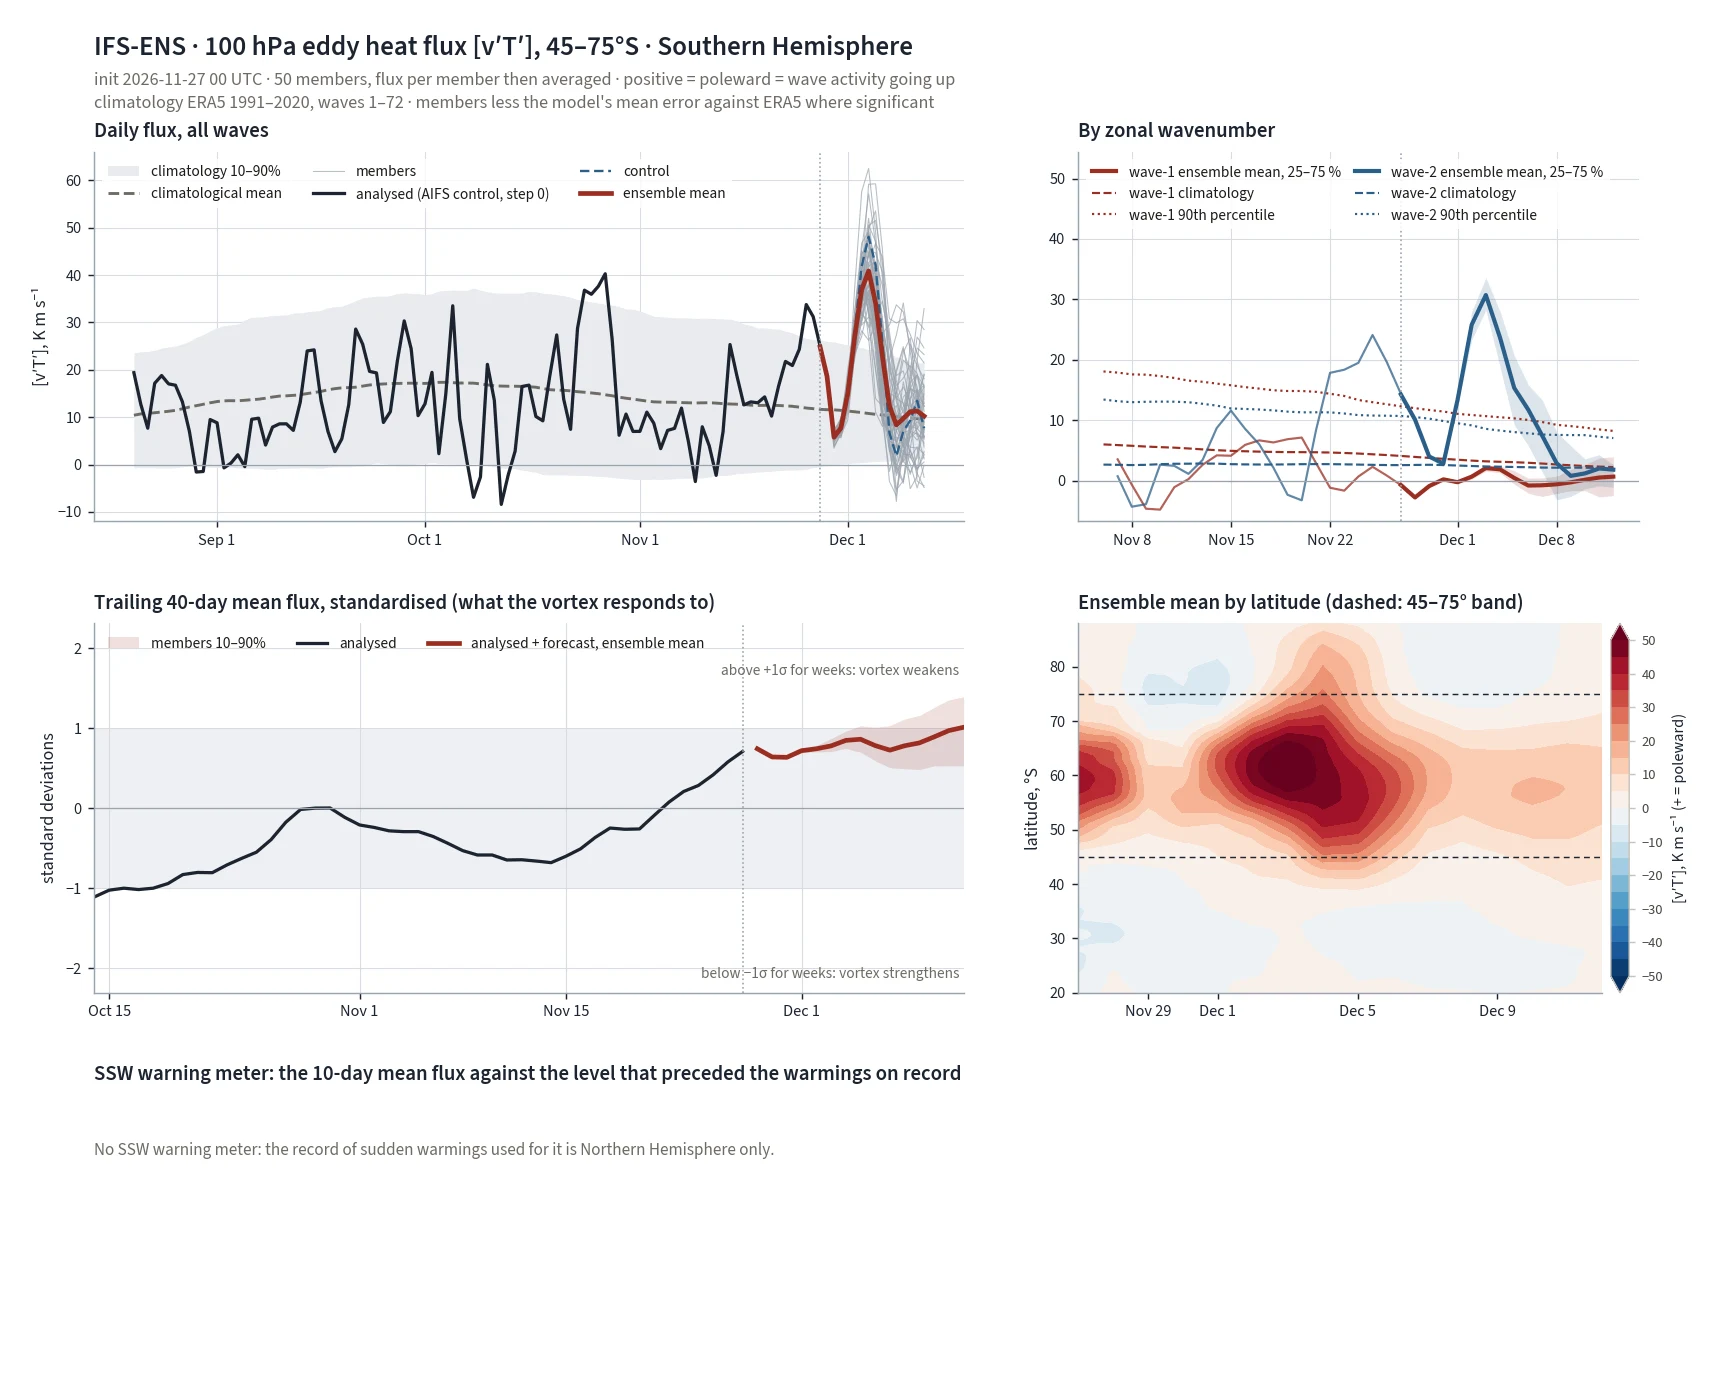 IFS-ENS · 100 hPa eddy heat flux [v′T′], 45–75°S · Southern Hemisphere
init 2026-11-27 00 UTC · 50 members, flux per member then averaged · positive = poleward = wave activity going up
climatology ERA5 1991–2020, waves 1–72 · members less the model's mean error against ERA5 where significant
Daily flux, all waves
climatology 10–90%
members
control
climatological mean
analysed (AIFS control, step 0)
ensemble mean
[v′T′], K m s⁻¹
60
50
40
30
20
10
0
−10
Sep 1
Oct 1
Nov 1
Dec 1
By zonal wavenumber
wave-1 ensemble mean, 25–75 %
wave-2 ensemble mean, 25–75 %
wave-1 climatology
wave-2 climatology
wave-1 90th percentile
wave-2 90th percentile
50
40
30
20
10
0
Nov 8
Nov 15
Nov 22
Dec 1
Dec 8
Trailing 40-day mean flux, standardised (what the vortex responds to)
members 10–90%
analysed
analysed + forecast, ensemble mean
above +1σ for weeks: vortex weakens
below −1σ for weeks: vortex strengthens
standard deviations
2
1
0
−1
−2
Oct 15
Nov 1
Nov 15
Dec 1
Ensemble mean by latitude (dashed: 45–75° band)
latitude, °S
80
70
60
50
40
30
20
Nov 29
Dec 1
Dec 5
Dec 9
50
40
30
20
10
0
−10
−20
−30
−40
−50
[v′T′], K m s⁻¹ (+ = poleward)
SSW warning meter: the 10-day mean flux against the level that preceded the warmings on record
No SSW warning meter: the record of sudden warmings used for it is Northern Hemisphere only.